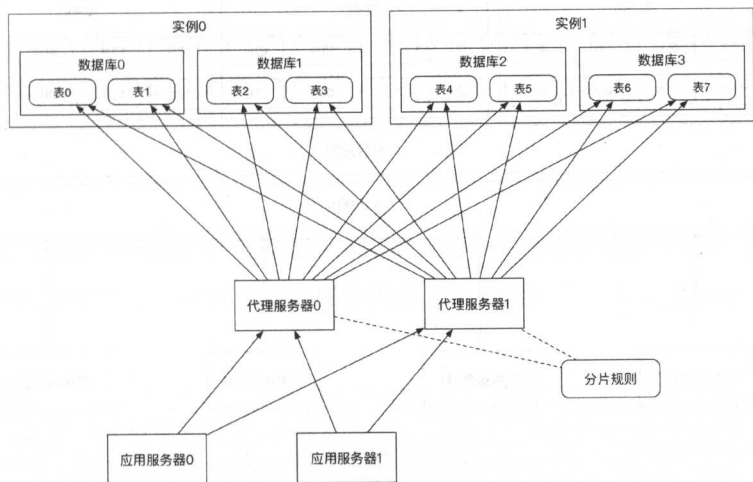 实例0
实例1
数据库0
数据库1
数据库2
数据库3
表0
表1
表2
表3
表4
表5
表6
表7
代理服务器0
代理服务器1
分片规则
应用服务器0
应用服务器1